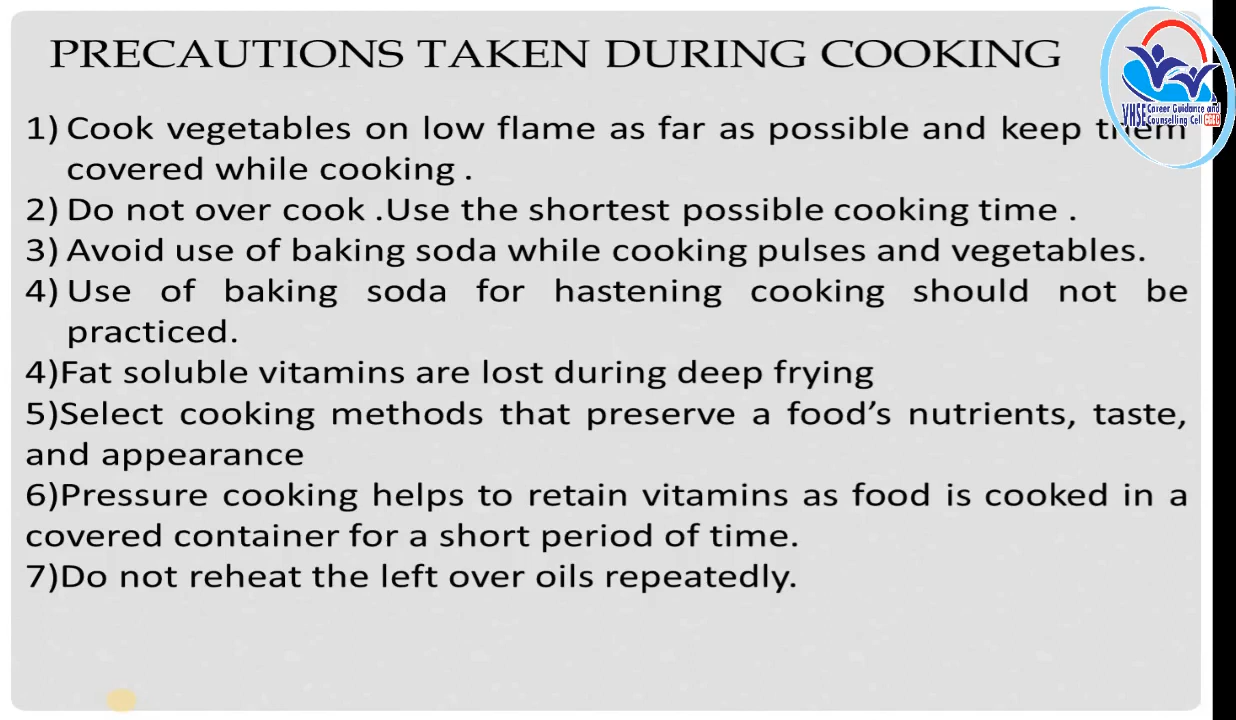 PRECAUTIONS TAKEN DURING COOKING
1) Cook vegetables on low flame as far as possible and keep them
covered while cooking .
2) Do not over cook .Use the shortest possible cooking time .
3) Avoid use of baking soda while cooking pulses and vegetables.
4) Use of baking soda for hastening cooking should not be
practiced.
4)Fat soluble vitamins are lost during deep frying
5)Select cooking methods that preserve a food’s nutrients, taste,
and appearance
6)Pressure cooking helps to retain vitamins as food is cooked in a
covered container for a short period of time.
7)Do not reheat the left over oils repeatedly.
VHSE Career Guidance and
Counselling Cell